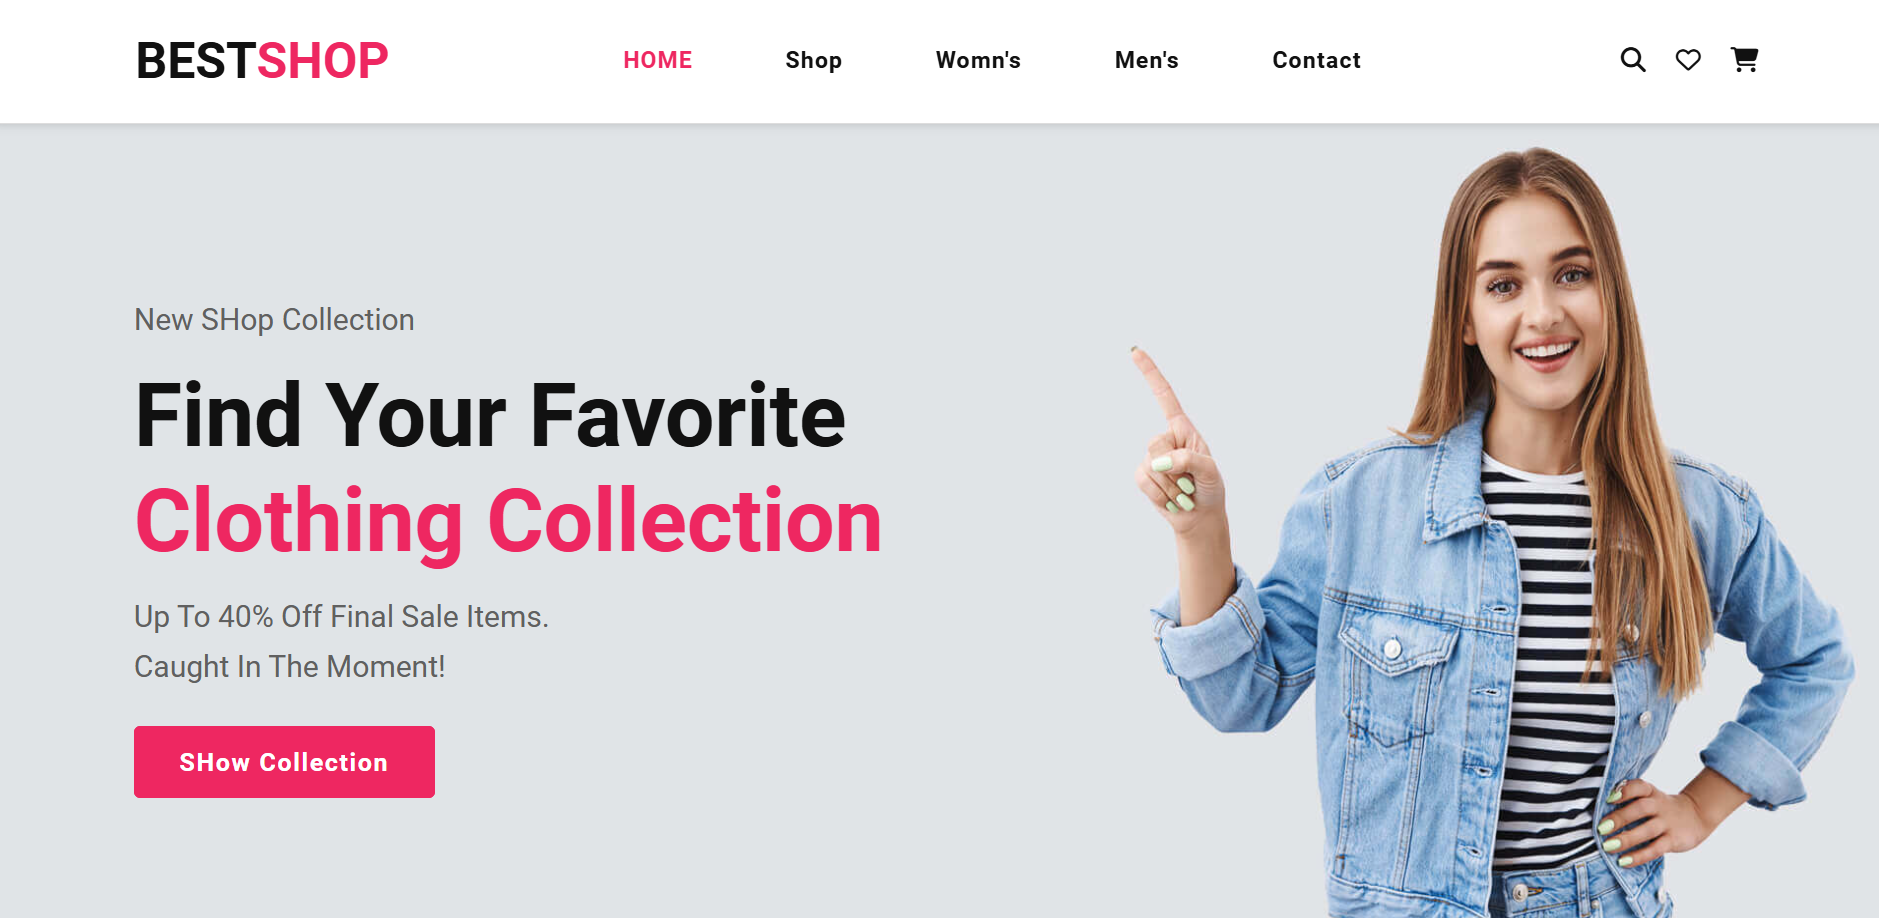 BESTSHOP
HOME Shop Womn's Men's Contact
New SHop Collection
Find Your Favorite
Clothing Collection
Up To 40% Off Final Sale Items.
Caught In The Moment!
SHow Collection